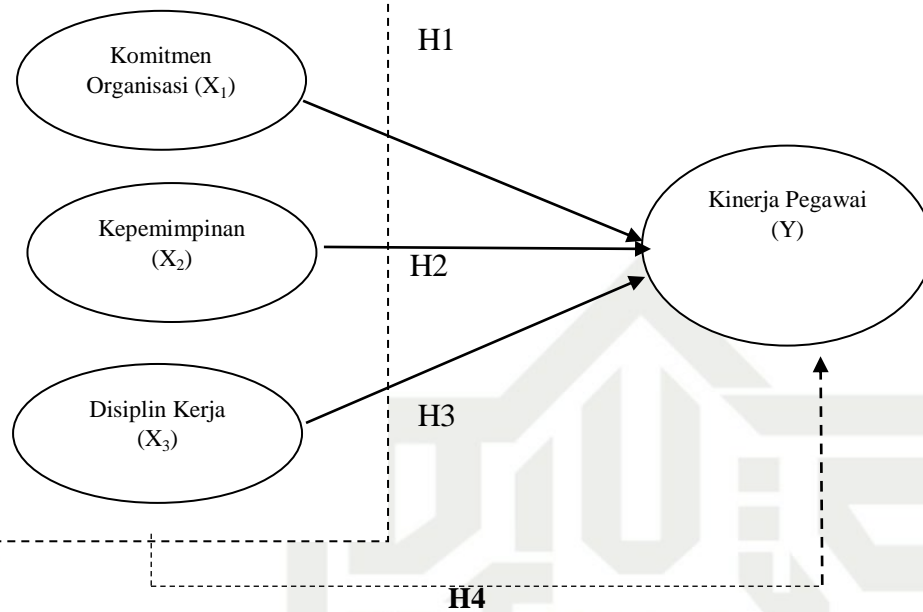 H1
Komitmen
Organisasi (X₁)
Kinerja Pegawai
(Y)
Kepemimpinan
(X₂)
H2
Disiplin Kerja
(X₃)
H3
H4